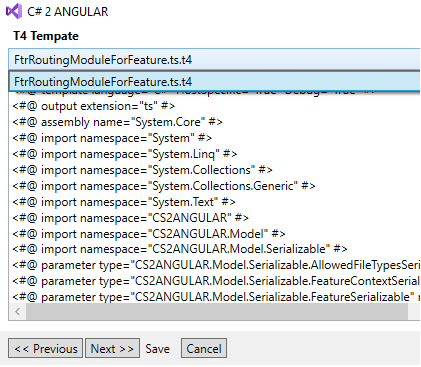 C# 2 ANGULAR
T4 Tempate
FtrRoutingModuleForFeature.ts.t4
FtrRoutingModuleForFeature.ts.t4
<#@ template language="C#" HostSpecific="True" Debug="True" #>
<#@ output extension="ts" #>
<#@ assembly name="System.Core" #>
<#@ import namespace="System" #>
<#@ import namespace="System.Linq" #>
<#@ import namespace="System.Collections" #>
<#@ import namespace="System.Collections.Generic" #>
<#@ import namespace="System.Text" #>
<#@ import namespace="CS2ANGULAR" #>
<#@ import namespace="CS2ANGULAR.Model" #>
<#@ import namespace="CS2ANGULAR.Model.Serializable" #>
<#@ parameter type="CS2ANGULAR.Model.Serializable.AllowedFileTypesSeri
<#@ parameter type="CS2ANGULAR.Model.Serializable.FeatureContextSerial
<#@ parameter type="CS2ANGULAR.Model.Serializable.FeatureSerializable"
<< Previous Next >> Save Cancel